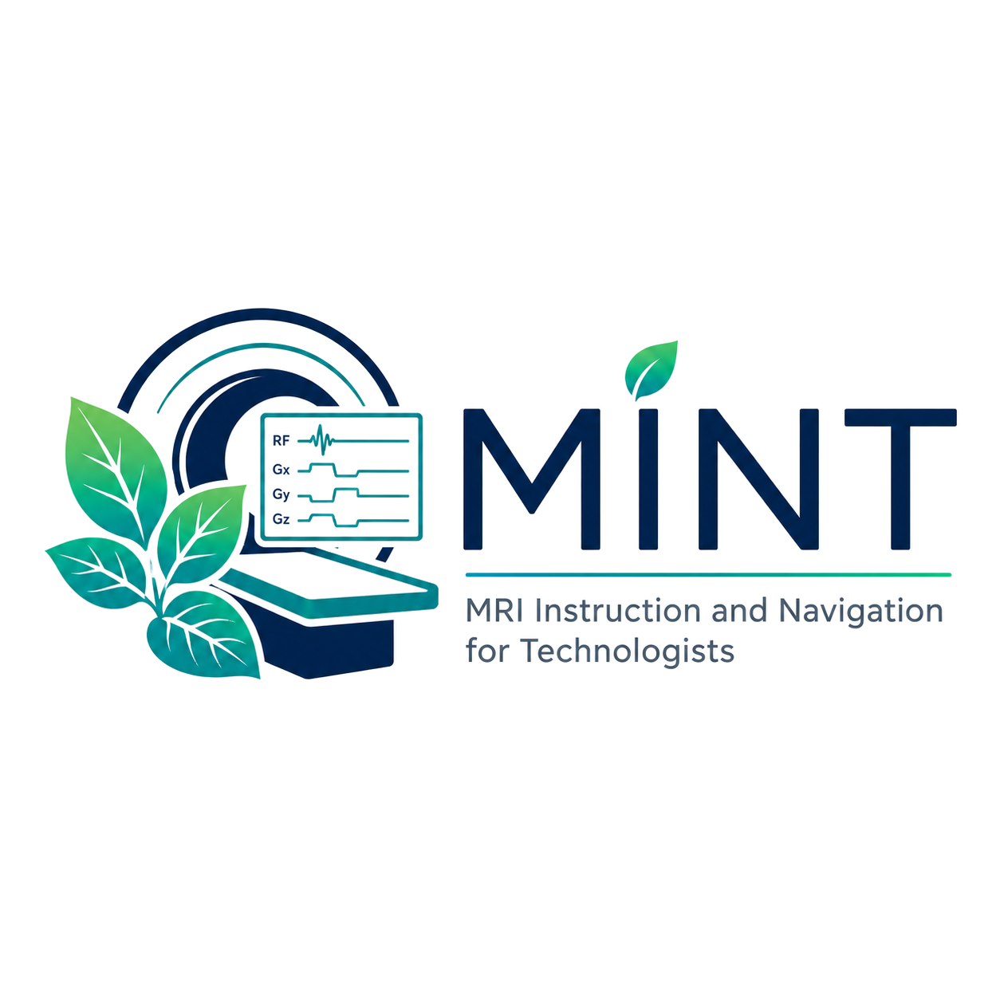 RF
Gx
Gy
Gz
MINT
MRI Instruction and Navigation
for Technologists